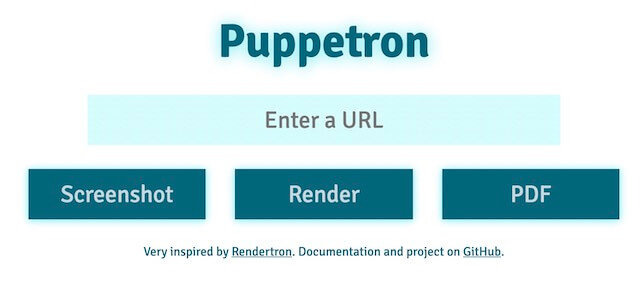 Puppetron
Enter a URL
Screenshot Render PDF
Very inspired by Rendertron. Documentation and project on GitHub.